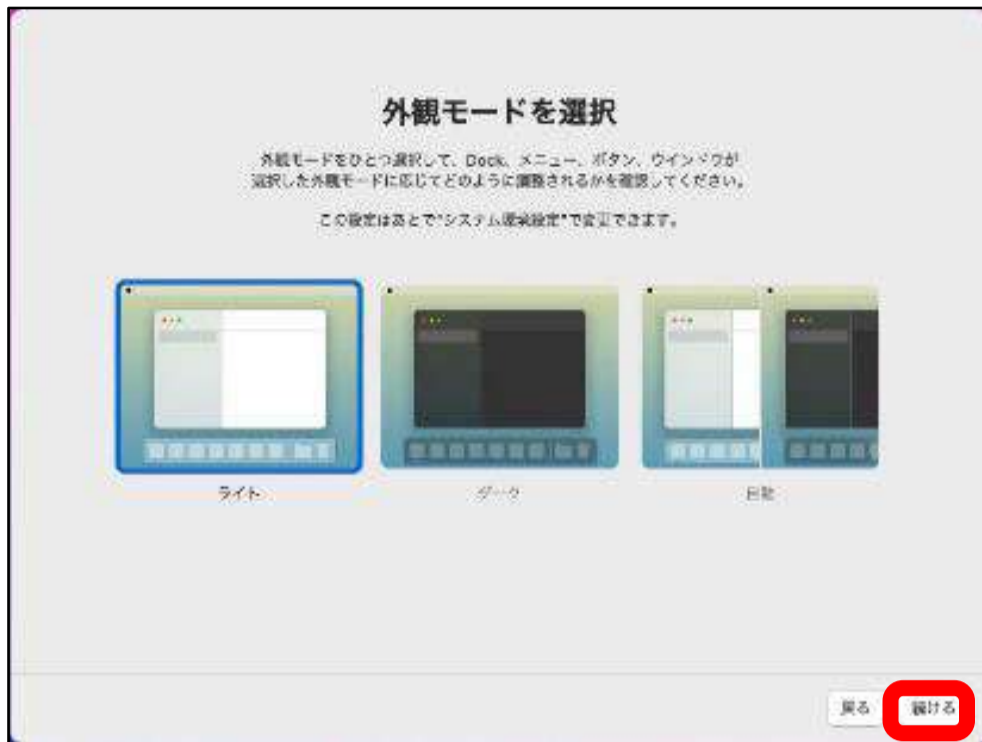 外観モードを選択
外観モードをひとつ選択して、Dock、メニュー、ボタン、ウインドウが
選択した外観モードに応じてどのように調整されるかを確認してください。
この設定はあとで"システム環境設定"で変更できます。
ライト
ダーク
自動
戻る
続ける